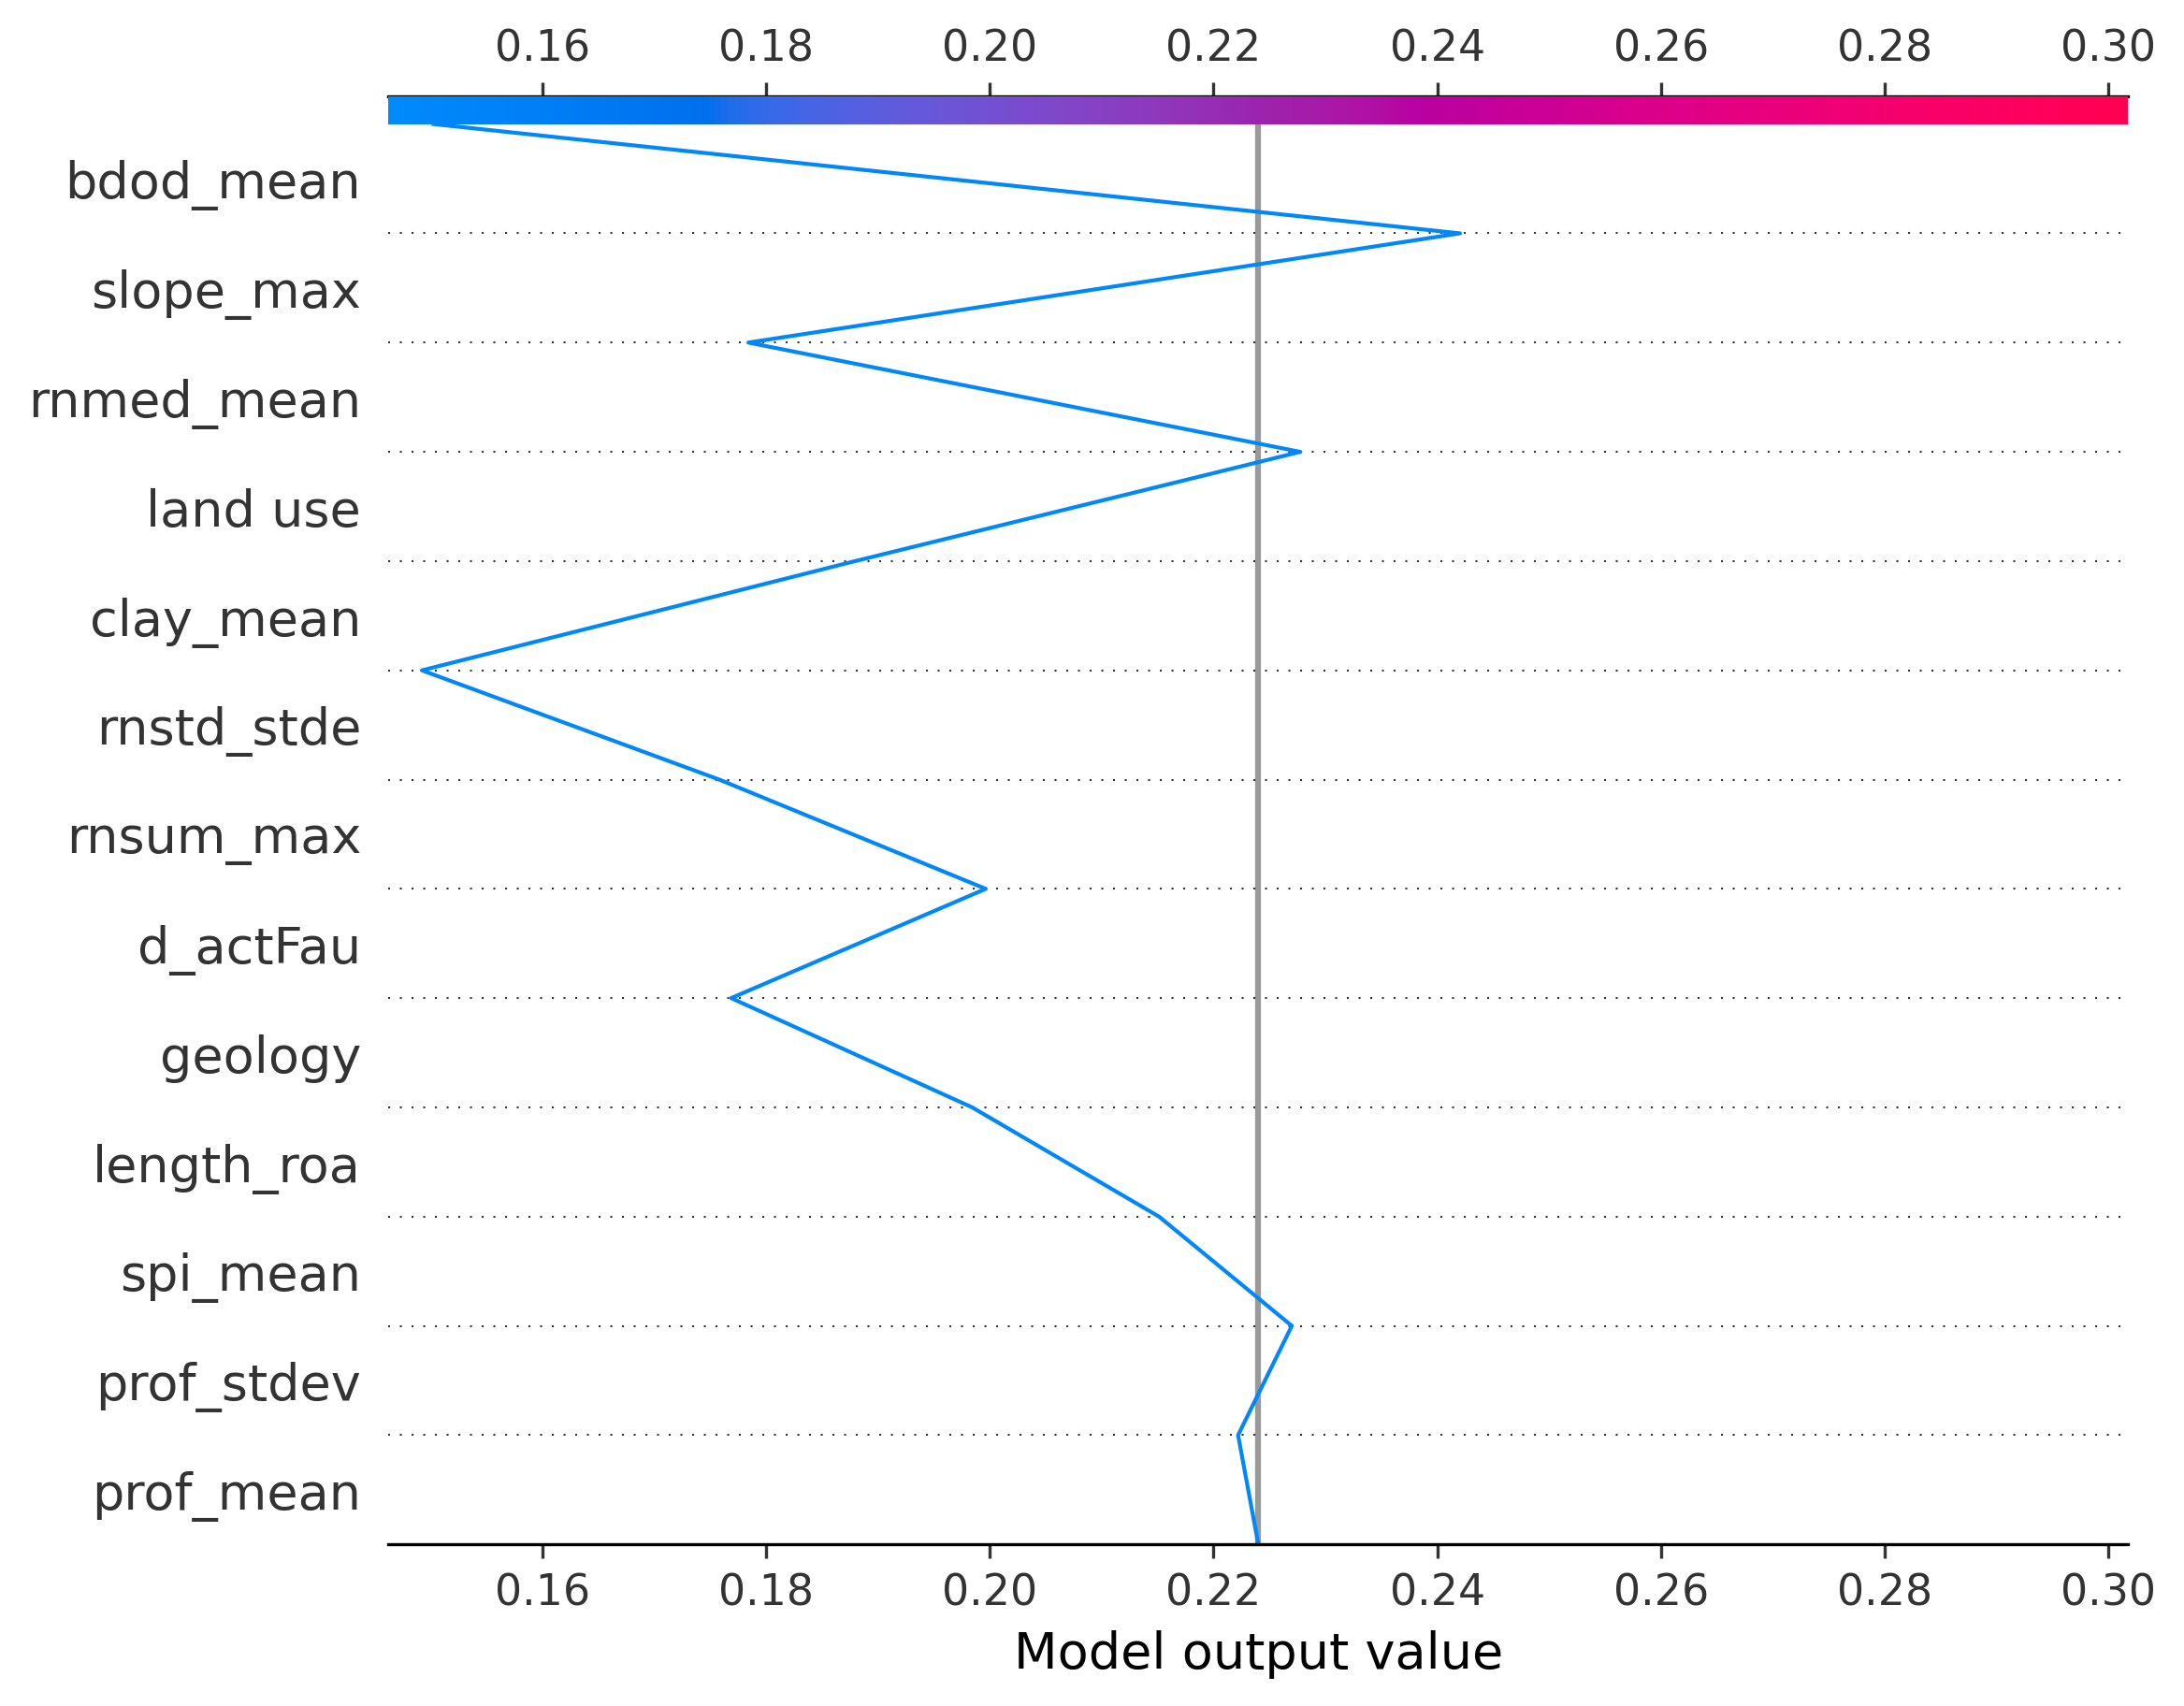 0.16 0.18 0.20 0.22 0.24 0.26 0.28 0.30
bdod_mean
slope_max
rnmed_mean
land use
clay_mean
rnstd_stde
rnsum_max
d_actFau
geology
length_roa
spi_mean
prof_stdev
prof_mean
0.16 0.18 0.20 0.22 0.24 0.26 0.28 0.30
Model output value